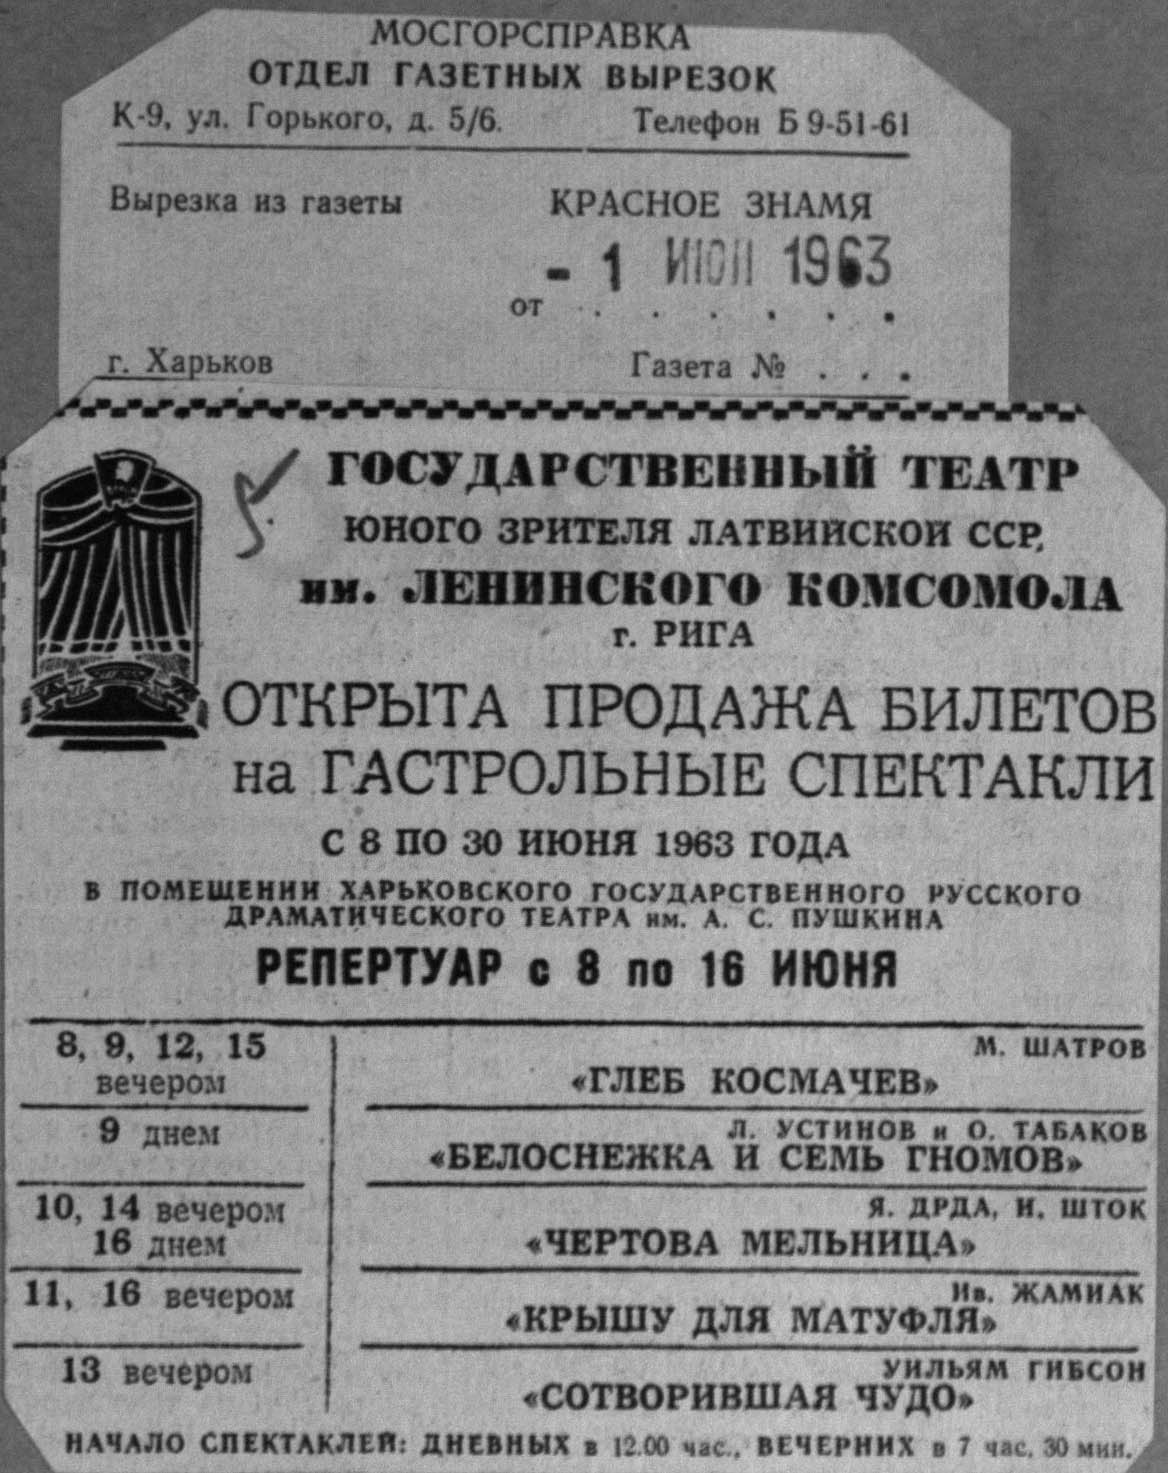 МОСГОРСПРАВКА
ОТДЕЛ ГАЗЕТНЫХ ВЫРЕЗОК
К-9, ул. Горького, д. 5/6. Телефон Б 9-51-61
Вырезка из газеты КРАСНОЕ ЗНАМЯ
- 1 ИЮН 1963
от . . . . . .
г. Харьков Газета № . . .
ГОСУДАРСТВЕННЫЙ ТЕАТР
ЮНОГО ЗРИТЕЛЯ ЛАТВИЙСКОЙ ССР,
им. ЛЕНИНСКОГО КОМСОМОЛА
г. РИГА
ОТКРЫТА ПРОДАЖА БИЛЕТОВ
на ГАСТРОЛЬНЫЕ СПЕКТАКЛИ
С 8 ПО 30 ИЮНЯ 1963 ГОДА
В ПОМЕЩЕНИИ ХАРЬКОВСКОГО ГОСУДАРСТВЕННОГО РУССКОГО
ДРАМАТИЧЕСКОГО ТЕАТРА им. А. С. ПУШКИНА
РЕПЕРТУАР с 8 по 16 ИЮНЯ
8, 9, 12, 15
вечером
М. ШАТРОВ
«ГЛЕБ КОСМАЧЕВ»
9 днем
Л. УСТИНОВ и О. ТАБАКОВ
«БЕЛОСНЕЖКА И СЕМЬ ГНОМОВ»
10, 14 вечером
16 днем
Я. ДРДА, И. ШТОК
«ЧЕРТОВА МЕЛЬНИЦА»
11, 16 вечером
Ив. ЖАМИАК
«КРЫШУ ДЛЯ МАТУФЛЯ»
13 вечером
УИЛЬЯМ ГИБСОН
«СОТВОРИВШАЯ ЧУДО»
НАЧАЛО СПЕКТАКЛЕЙ: ДНЕВНЫХ в 12.00 час., ВЕЧЕРНИХ в 7 час. 30 мин.